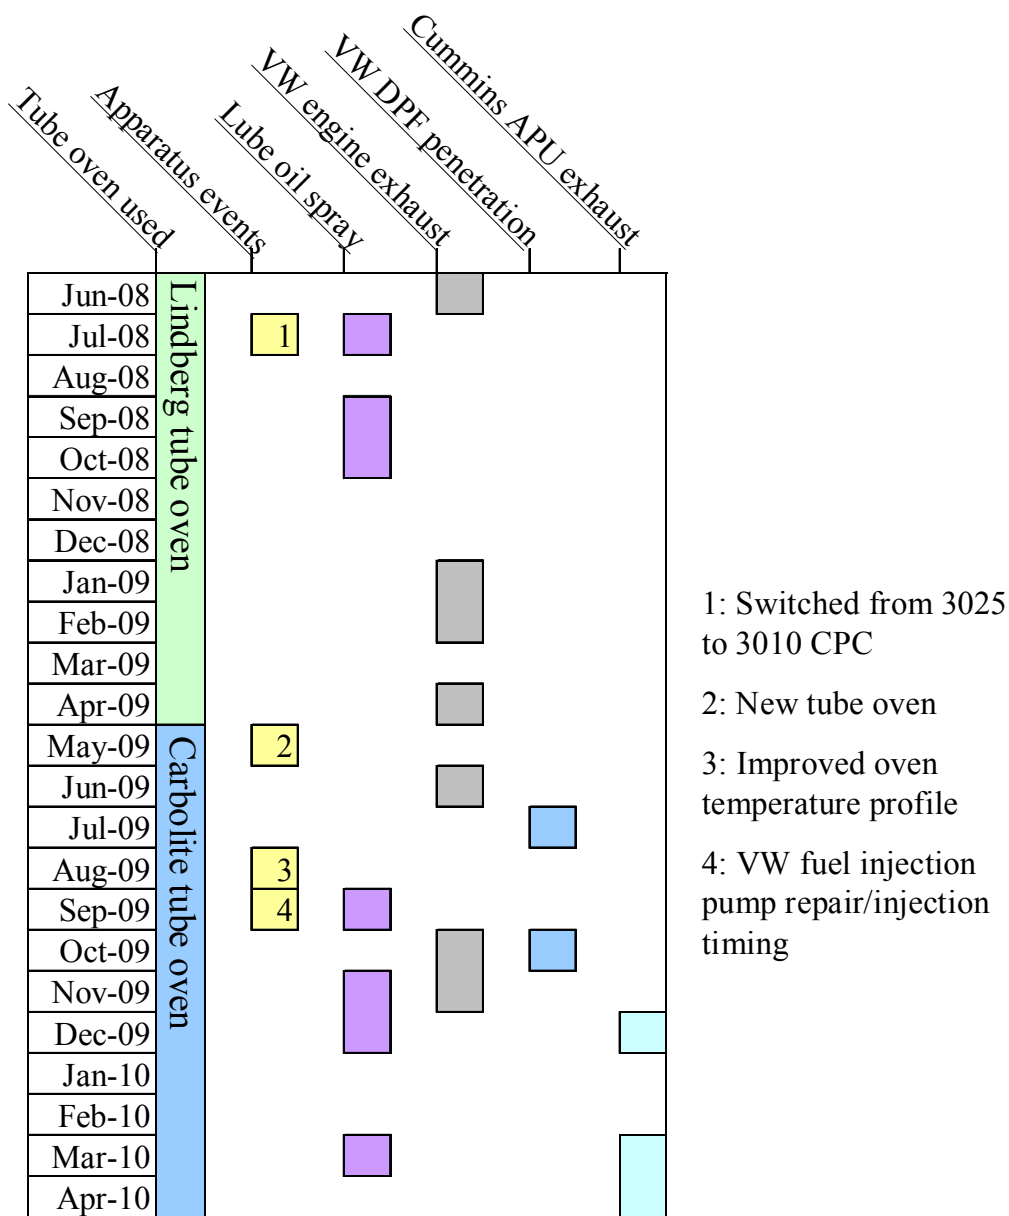 Tube oven used
Apparatus events
Lube oil spray
VW engine exhaust
VW DPF penetration
Cummins APU exhaust
Jun-08
Jul-08
Aug-08
Sep-08
Oct-08
Nov-08
Dec-08
Jan-09
Feb-09
Mar-09
Apr-09
May-09
Jun-09
Jul-09
Aug-09
Sep-09
Oct-09
Nov-09
Dec-09
Jan-10
Feb-10
Mar-10
Apr-10
Lindberg tube oven
Carbolite tube oven
1
2
3
4
1: Switched from 3025
to 3010 CPC
2: New tube oven
3: Improved oven
temperature profile
4: VW fuel injection
pump repair/injection
timing